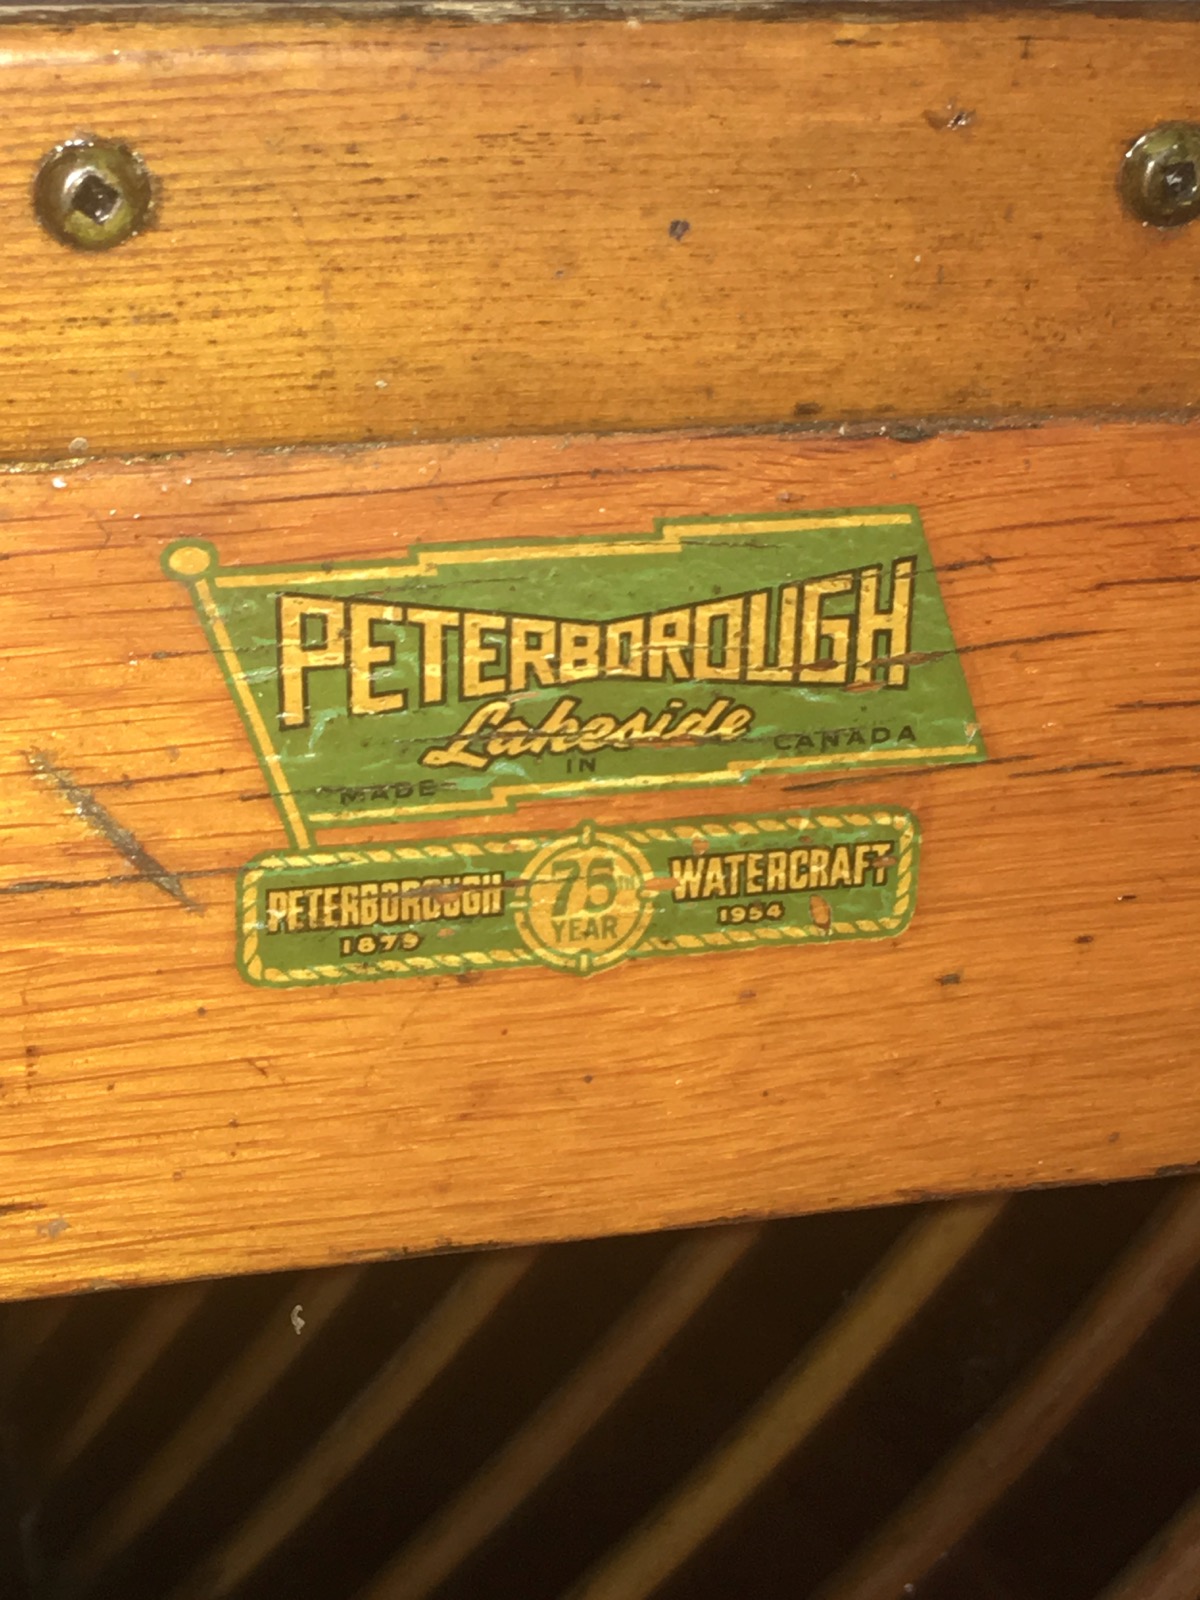 PETERBOROUGH
Lakeside
MADE IN CANADA
PETERBOROUGH 75TH WATERCRAFT
1879 YEAR 1954